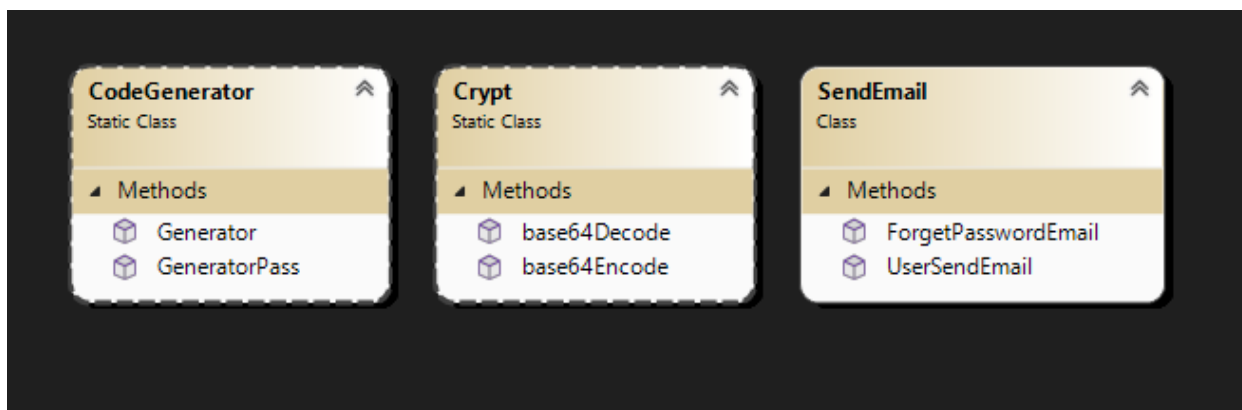 CodeGenerator
Static Class
Methods
Generator
GeneratorPass
Crypt
Static Class
Methods
base64Decode
base64Encode
SendEmail
Class
Methods
ForgetPasswordEmail
UserSendEmail